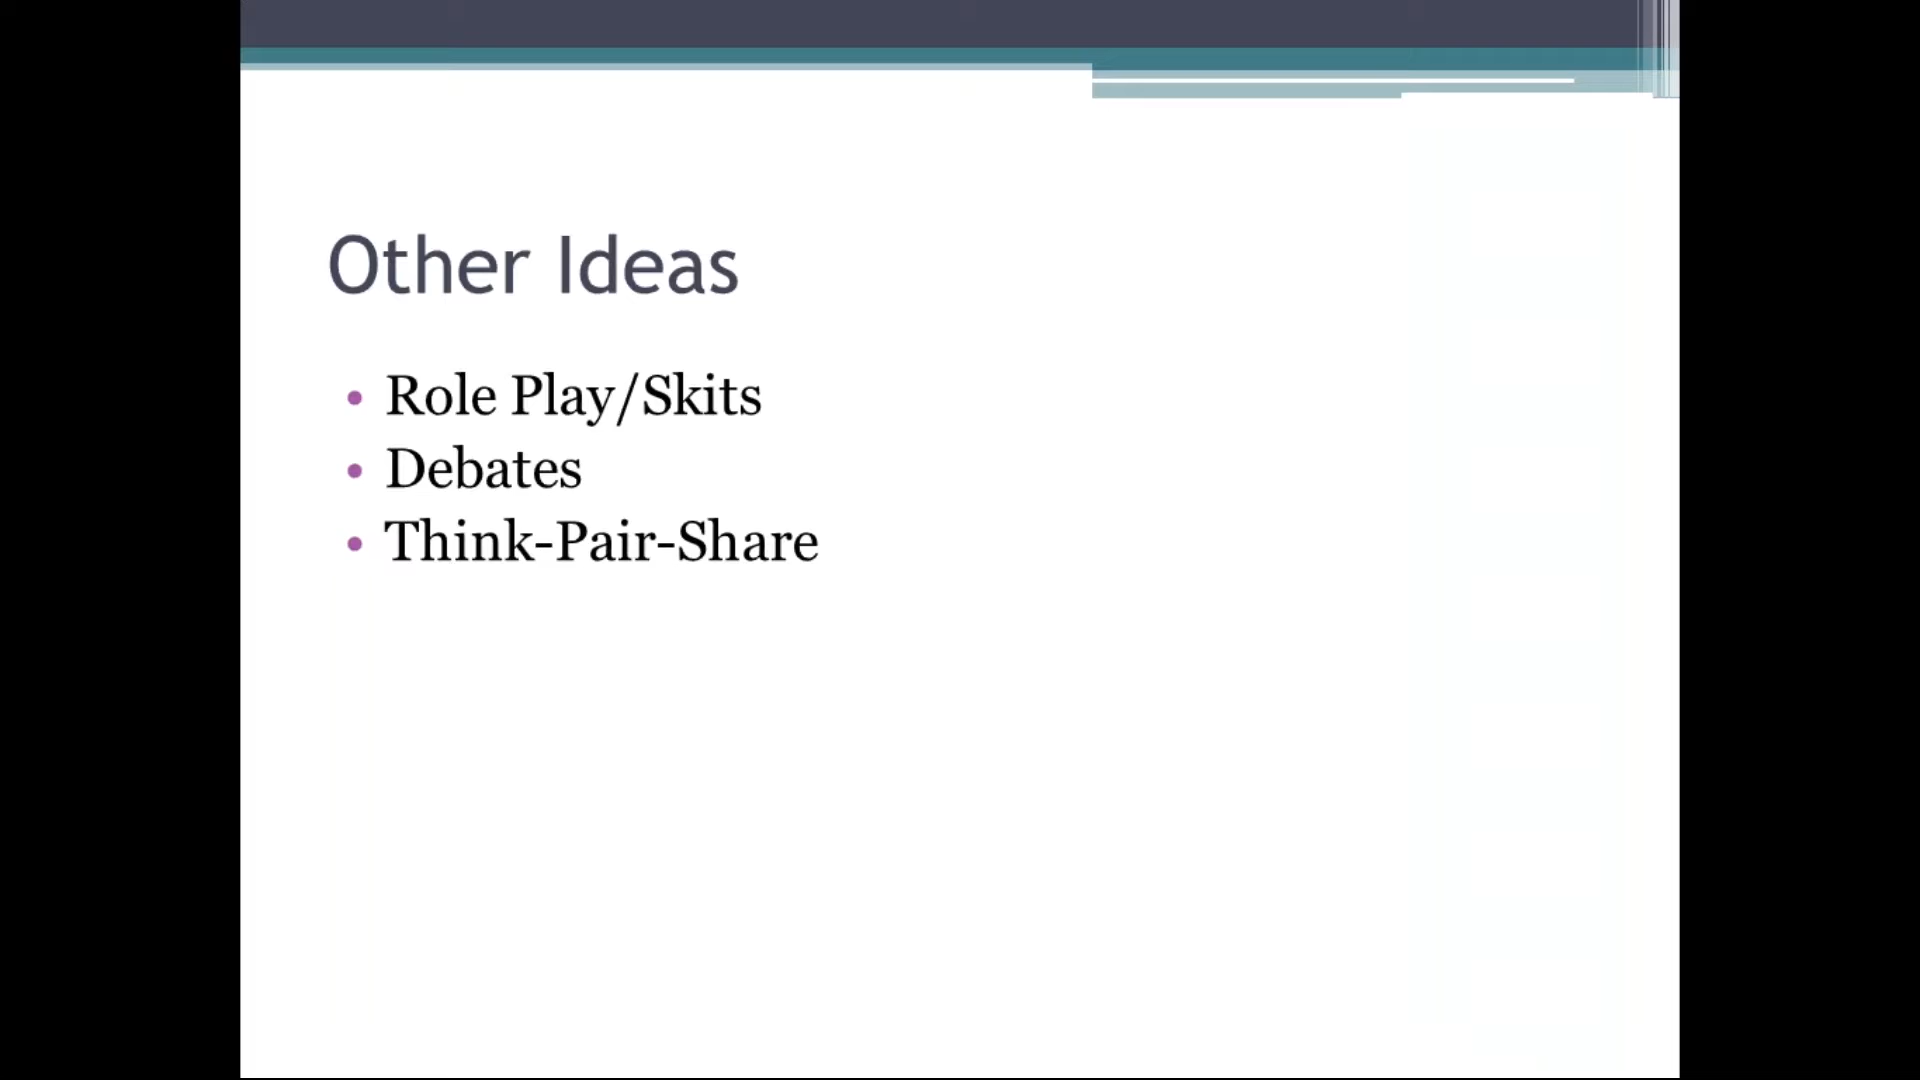 Other Ideas
• Role Play/Skits
• Debates
• Think-Pair-Share